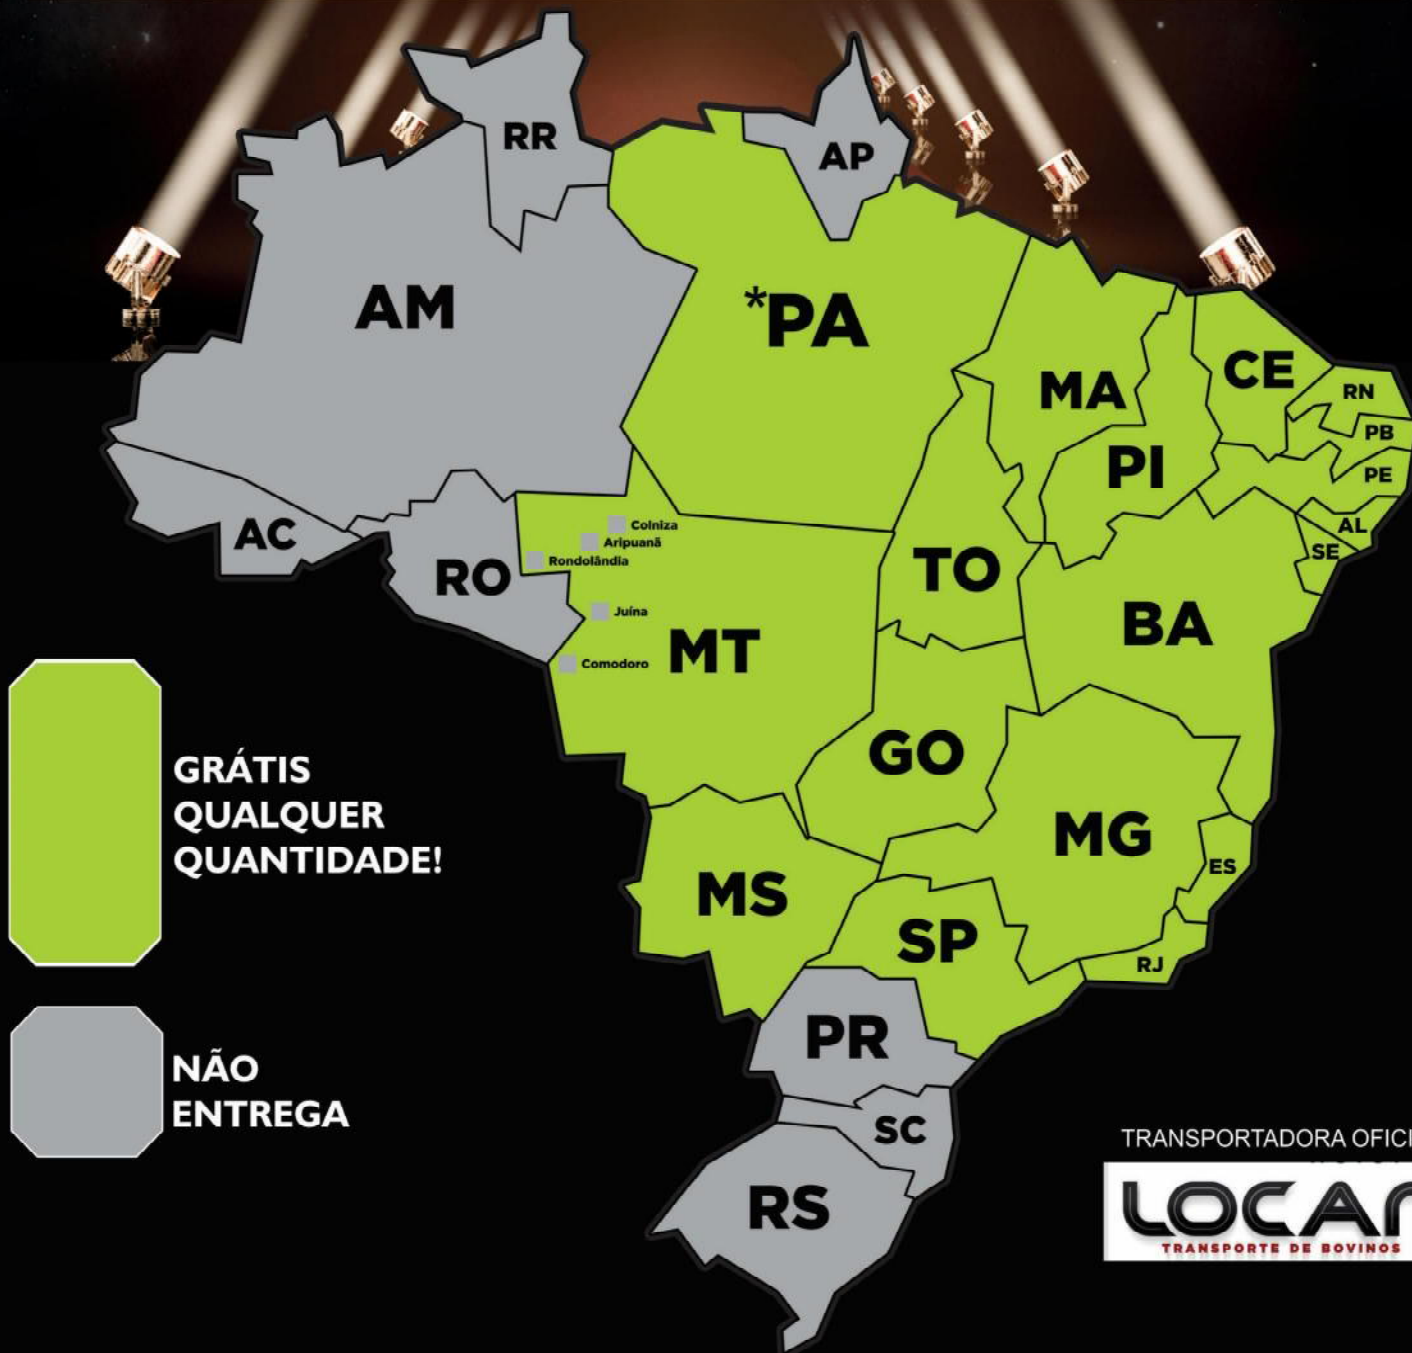 RR
AP
AM
*PA
CE
MA
RN
PB
PI
PE
AL
SE
Colniza
Aripuanã
Rondolândia
AC
RO
TO
BA
Juína
MT
Comodoro
GO
GRÁTIS
QUALQUER
QUANTIDADE!
MG
ES
MS
SP
RJ
PR
NÃO
ENTREGA
SC
RS
TRANSPORTADORA OFICI
LOCAR
TRANSPORTE DE BOVINOS